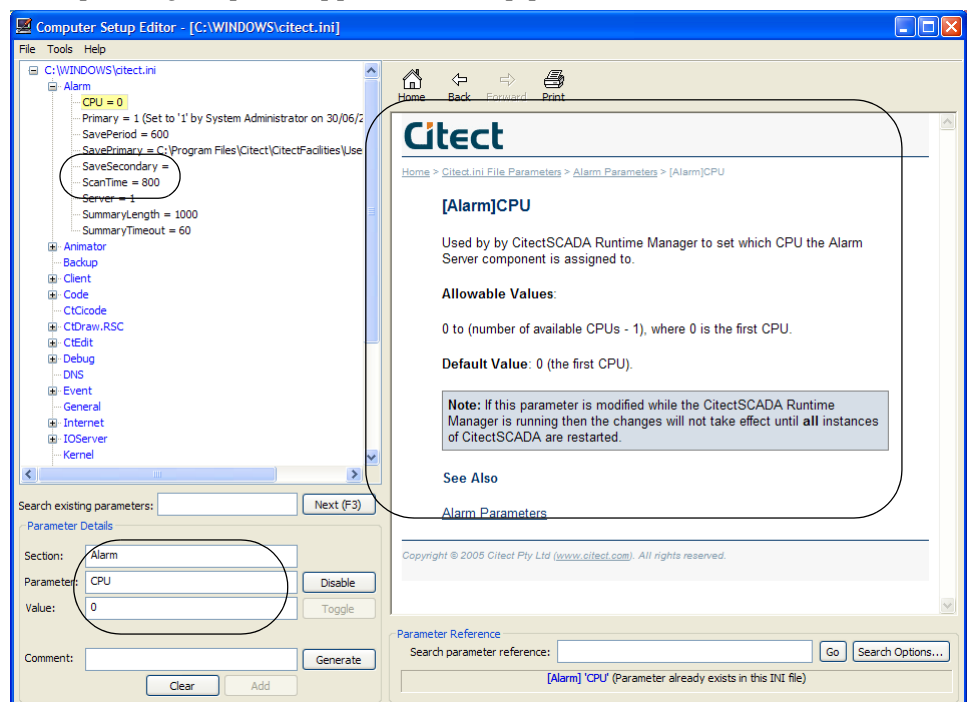 Computer Setup Editor - [C:\WINDOWS\citect.ini]
File Tools Help
C:\WINDOWS\citect.ini
Alarm
CPU = 0
Primary = 1 (Set to '1' by System Administrator on 30/06/2
SavePeriod = 600
SavePrimary = C:\Program Files\Citect\CitectFacilities\Use
SaveSecondary =
ScanTime = 800
Server = 1
SummaryLength = 1000
SummaryTimeout = 60
Animator
Backup
Client
Code
CtCicode
CtDraw.RSC
CtEdit
Debug
DNS
Event
General
Internet
IOServer
Kernel
Search existing parameters:
Next (F3)
Parameter Details
Section: Alarm
Parameter: CPU
Disable
Value: 0
Toggle
Comment:
Generate
Clear Add
Home Back Forward Print
Citect
Home > Citect.ini File Parameters > Alarm Parameters > [Alarm]CPU
[Alarm]CPU
Used by by CitectSCADA Runtime Manager to set which CPU the Alarm
Server component is assigned to.
Allowable Values:
0 to (number of available CPUs - 1), where 0 is the first CPU.
Default Value: 0 (the first CPU).
Note: If this parameter is modified while the CitectSCADA Runtime
Manager is running then the changes will not take effect until all instances
of CitectSCADA are restarted.
See Also
Alarm Parameters
Copyright © 2005 Citect Pty Ltd (www.citect.com). All rights reserved.
Parameter Reference
Search parameter reference:
Go Search Options...
[Alarm] 'CPU' (Parameter already exists in this INI file)